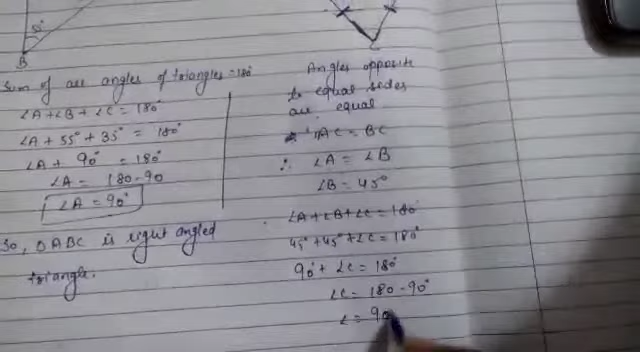 55°
B
Sum of all angles of triangles = 180°
∠A+∠B+∠C = 180°
∠A + 55° + 35° = 180°
∠A + 90° = 180°
∠A = 180-90
∠A = 90°
So, △ABC is right angled
triangle.
C
Angles opposite
to equal sides
are equal
AC = BC
∴ ∠A = ∠B
∠B = 45°
∠A+∠B+∠C = 180°
45°+45°+∠C = 180°
90° + ∠C = 180°
∠C = 180-90°
∠ = 90